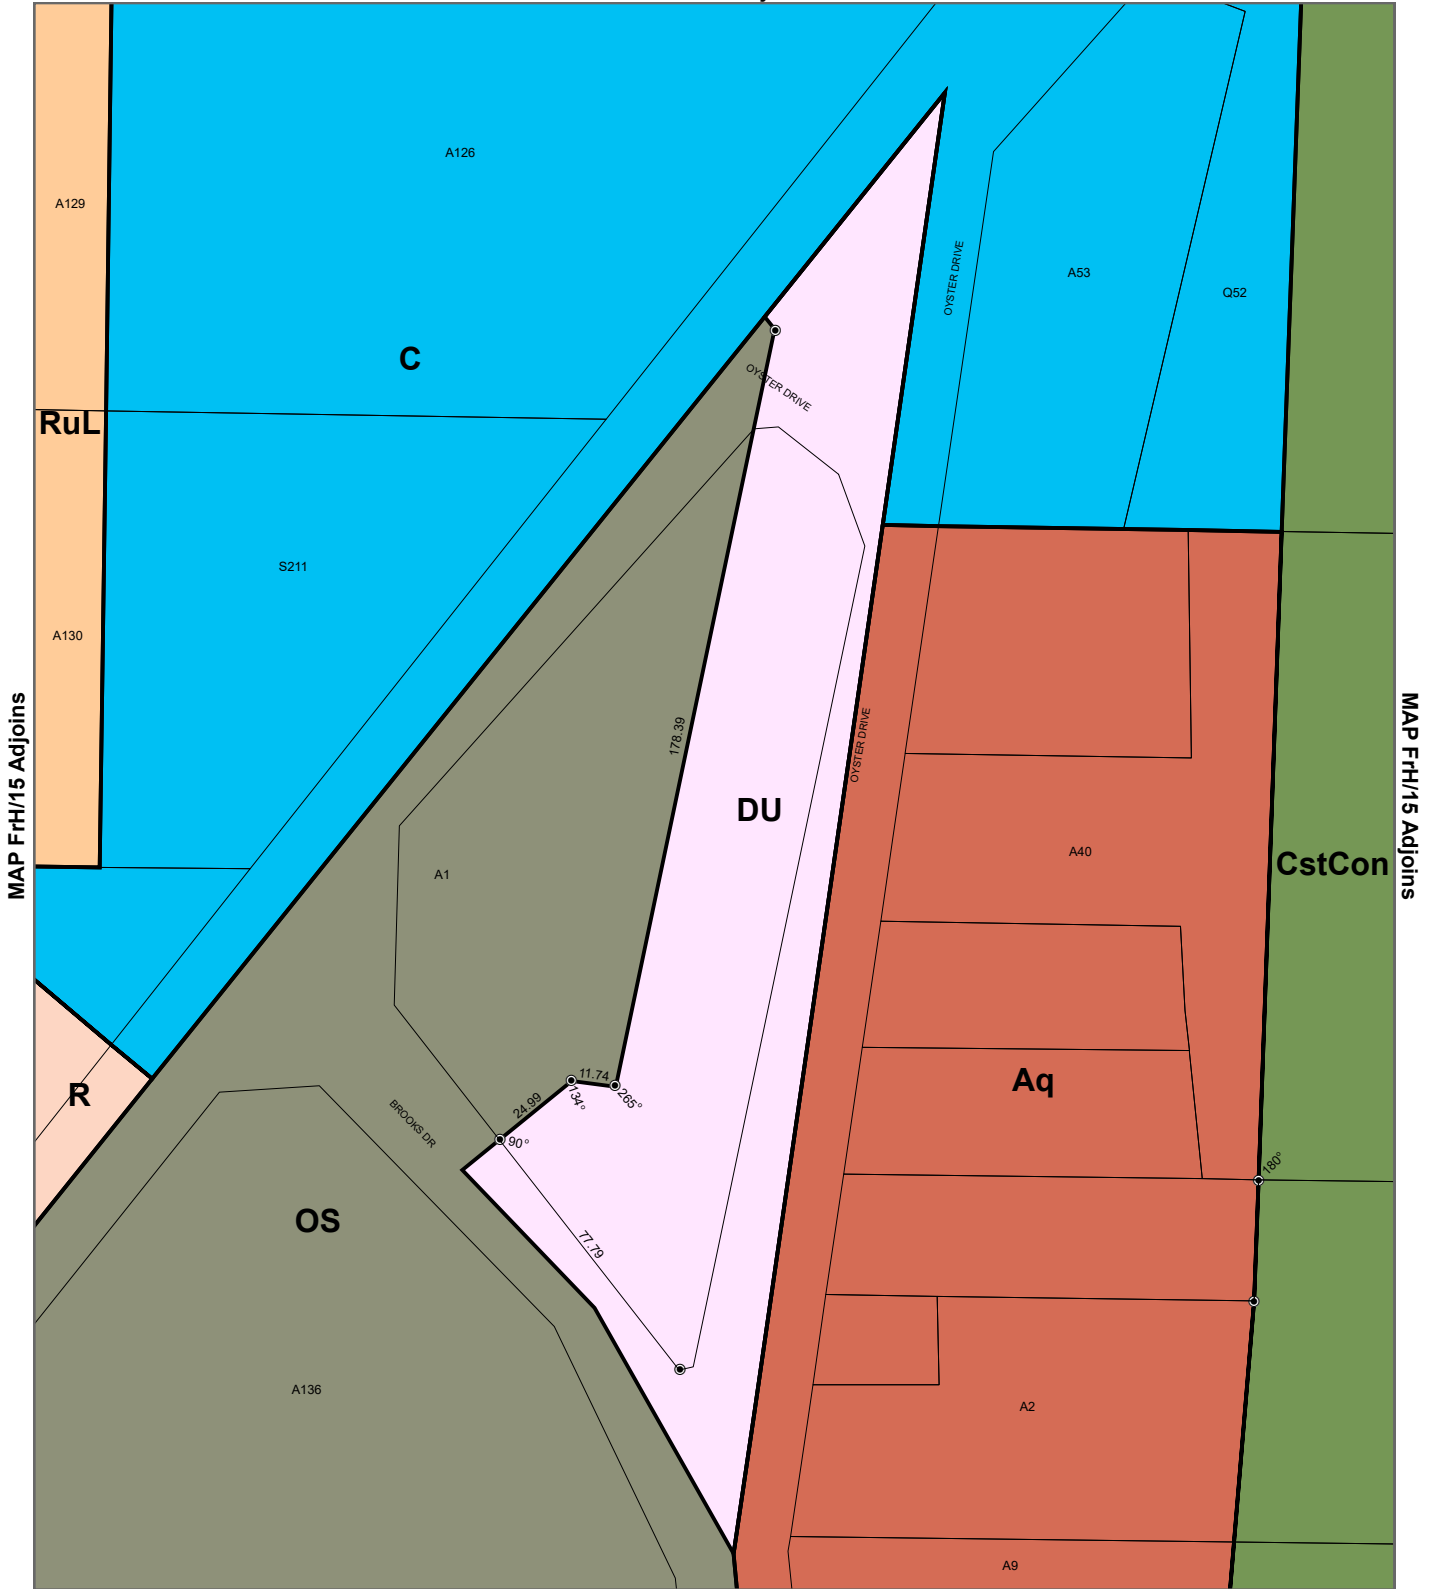 A126
A129
OYSTER DRIVE
A53
Q52
C
OYSTER DRIVE
RuL
S211
A130
MAP FrH/15 Adjoins
178.39
OYSTER DRIVE
MAP FrH/15 Adjoins
DU
A40
CstCon
A1
11.74
R
24.99
134°
265°
Aq
BROOKS DR
90°
180°
OS
77.79
A136
A2
A9